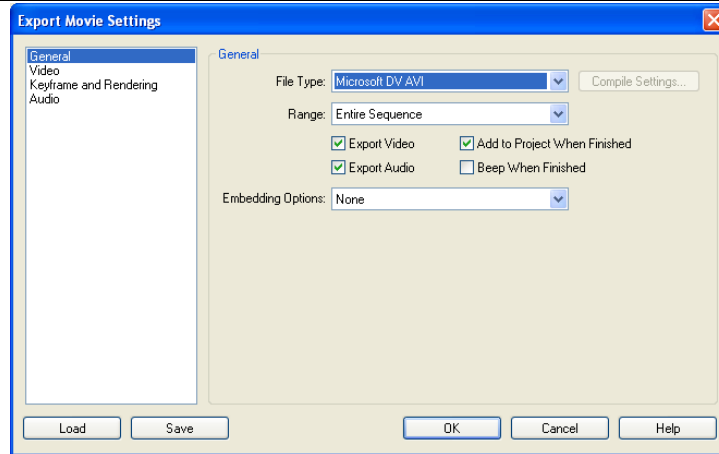 Export Movie Settings
General
Video
Keyframe and Rendering
Audio
General
File Type: Microsoft DV AVI Compile Settings...
Range: Entire Sequence
Export Video Add to Project When Finished
Export Audio Beep When Finished
Embedding Options: None
Load Save OK Cancel Help